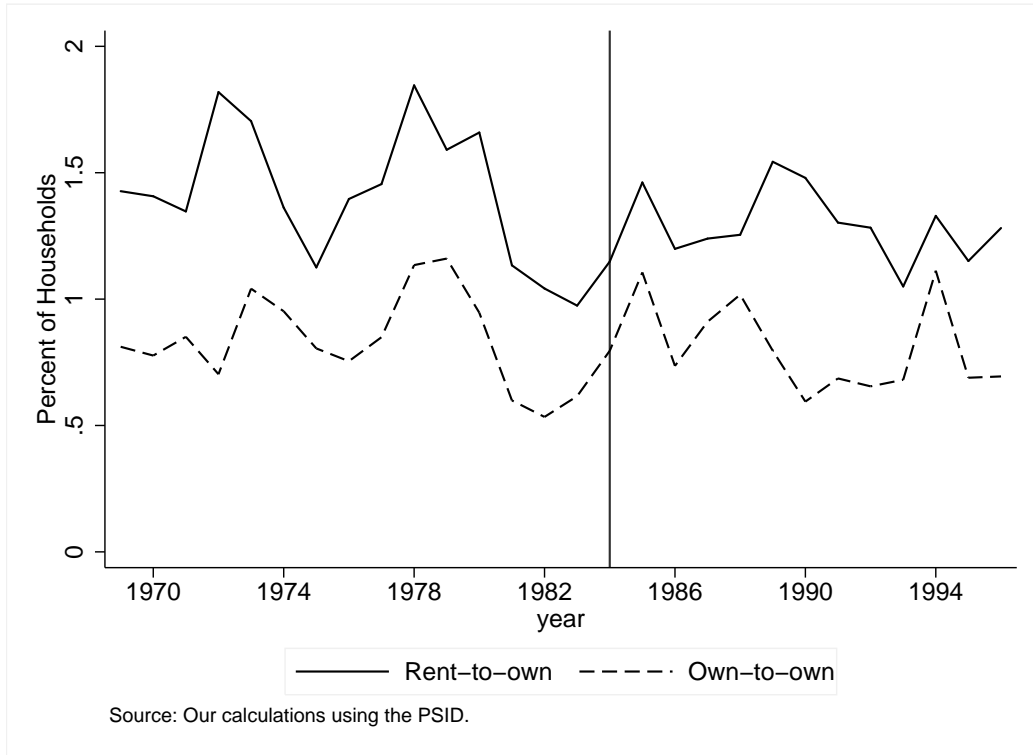 2
1.5
1
.5
0
Percent of Households
1970 1974 1978 1982 1986 1990 1994
year
Rent−to−own Own−to−own
Source: Our calculations using the PSID.